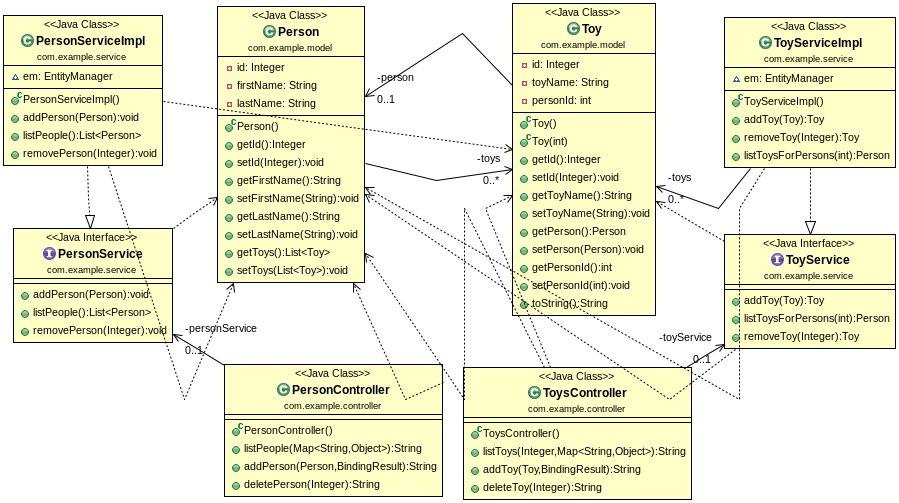 <<Java Class>>
PersonServiceImpl
com.example.service
em: EntityManager
PersonServiceImpl()
addPerson(Person):void
listPeople():List<Person>
removePerson(Integer):void
<<Java Class>>
Person
com.example.model
id: Integer
firstName: String
lastName: String
Person()
getId():Integer
setId(Integer):void
getFirstName():String
setFirstName(String):void
getLastName():String
setLastName(String):void
getToys():List<Toy>
setToys(List<Toy>):void
-person
0..1
-toys
0..*
<<Java Class>>
Toy
com.example.model
id: Integer
toyName: String
personId: int
Toy()
Toy(int)
getId():Integer
setId(Integer):void
getToyName():String
setToyName(String):void
getPerson():Person
setPerson(Person):void
getPersonId():int
setPersonId(int):void
toString():String
<<Java Class>>
ToyServiceImpl
com.example.service
em: EntityManager
ToyServiceImpl()
addToy(Toy):Toy
removeToy(Integer):Toy
listToysForPersons(int):Person
-toys
0..*
<<Java Interface>>
PersonService
com.example.service
addPerson(Person):void
listPeople():List<Person>
removePerson(Integer):void
<<Java Interface>>
ToyService
com.example.service
addToy(Toy):Toy
listToysForPersons(int):Person
removeToy(Integer):Toy
-personService
0..1
-toyService
0..1
<<Java Class>>
PersonController
com.example.controller
PersonController()
listPeople(Map<String,Object>):String
addPerson(Person,BindingResult):String
deletePerson(Integer):String
<<Java Class>>
ToysController
com.example.controller
ToysController()
listToys(Integer,Map<String,Object>):String
addToy(Toy,BindingResult):String
deleteToy(Integer):String